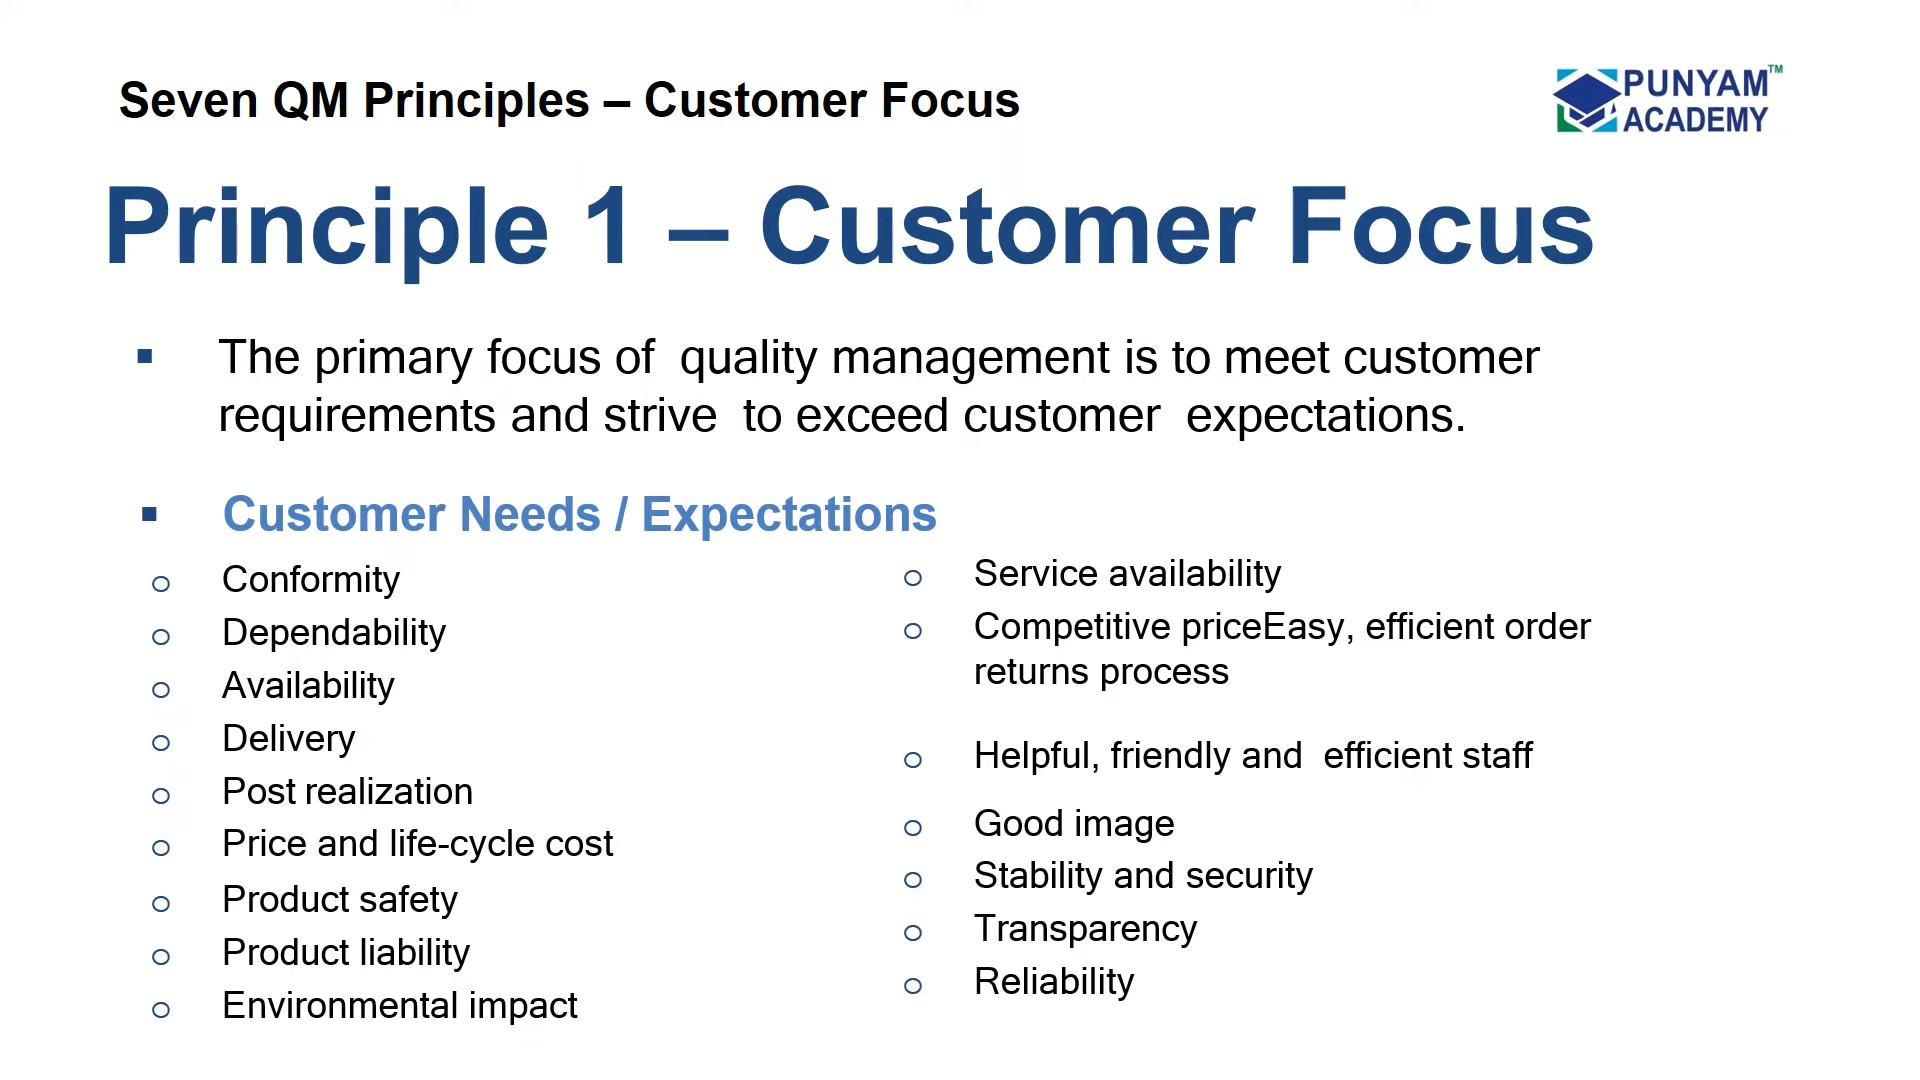 Seven QM Principles – Customer Focus
PUNYAM™
ACADEMY
Principle 1 – Customer Focus
▪ The primary focus of quality management is to meet customer
requirements and strive to exceed customer expectations.
▪ Customer Needs / Expectations
o Conformity
o Dependability
o Availability
o Delivery
o Post realization
o Price and life-cycle cost
o Product safety
o Product liability
o Environmental impact
o Service availability
o Competitive priceEasy, efficient order
returns process
o Helpful, friendly and efficient staff
o Good image
o Stability and security
o Transparency
o Reliability